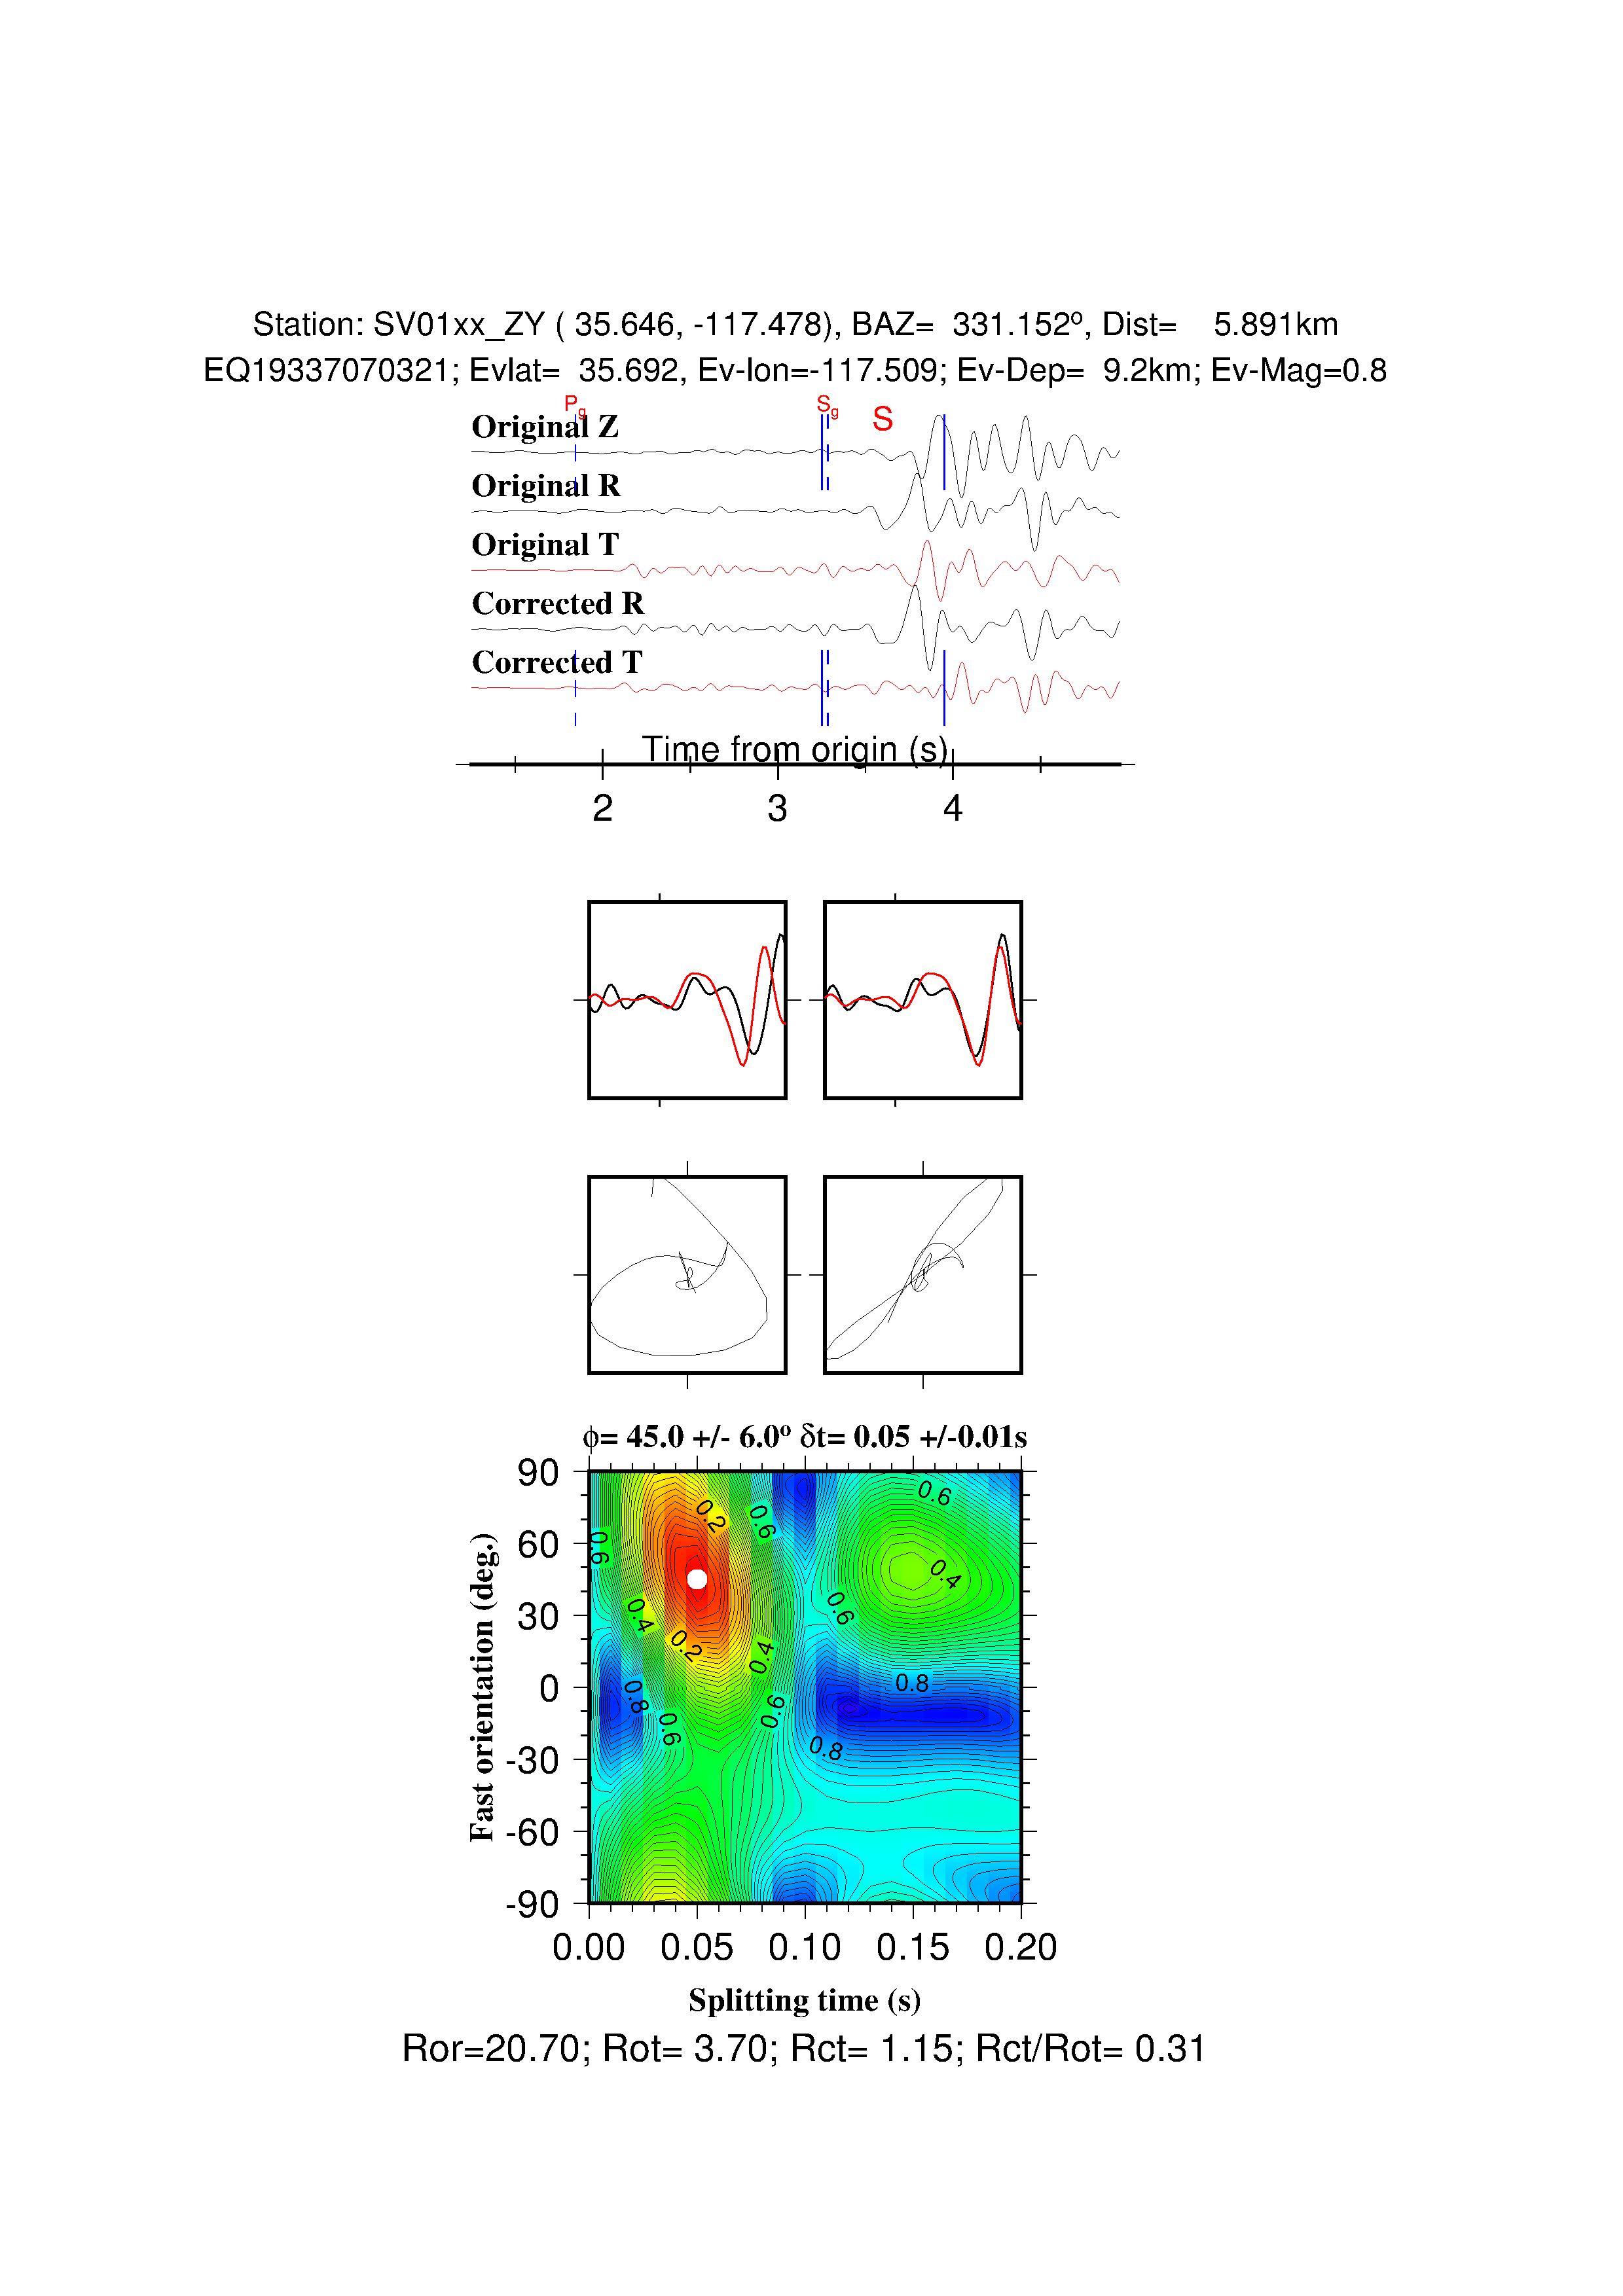 Station: SV01xx_ZY ( 35.646, -117.478), BAZ= 331.152º, Dist= 5.891km
EQ19337070321; Evlat= 35.692, Ev-lon=-117.509; Ev-Dep= 9.2km; Ev-Mag=0.8
Pg Sg S
Original Z
Original R
Original T
Corrected R
Corrected T
Time from origin (s)
2 3 4
ϕ= 45.0 +/- 6.0º δt= 0.05 +/-0.01s
Fast orientation (deg.)
90
60
30
0
-30
-60
-90
0.6 0.2 0.6 0.6
0.4 0.2 0.4 0.6 0.4
0.8 0.6 0.6 0.8 0.8
0.00 0.05 0.10 0.15 0.20
Splitting time (s)
Ror=20.70; Rot= 3.70; Rct= 1.15; Rct/Rot= 0.31